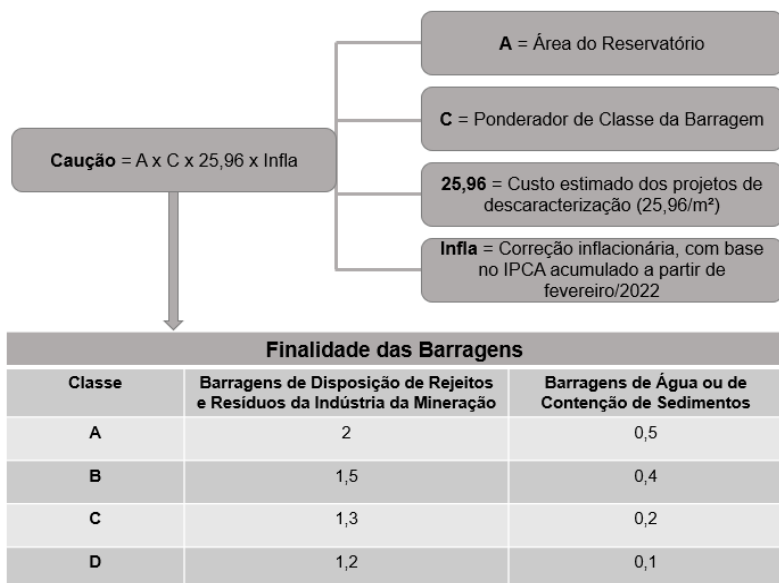 A = Área do Reservatório
C = Ponderador de Classe da Barragem
Caução = A x C x 25,96 x Infla
25,96 = Custo estimado dos projetos de
descaracterização (25,96/m²)
Infla = Correção inflacionária, com base
no IPCA acumulado a partir de
fevereiro/2022
Finalidade das Barragens
Classe
Barragens de Disposição de Rejeitos
e Resíduos da Indústria da Mineração
Barragens de Água ou de
Contenção de Sedimentos
A 2 0,5
B 1,5 0,4
C 1,3 0,2
D 1,2 0,1